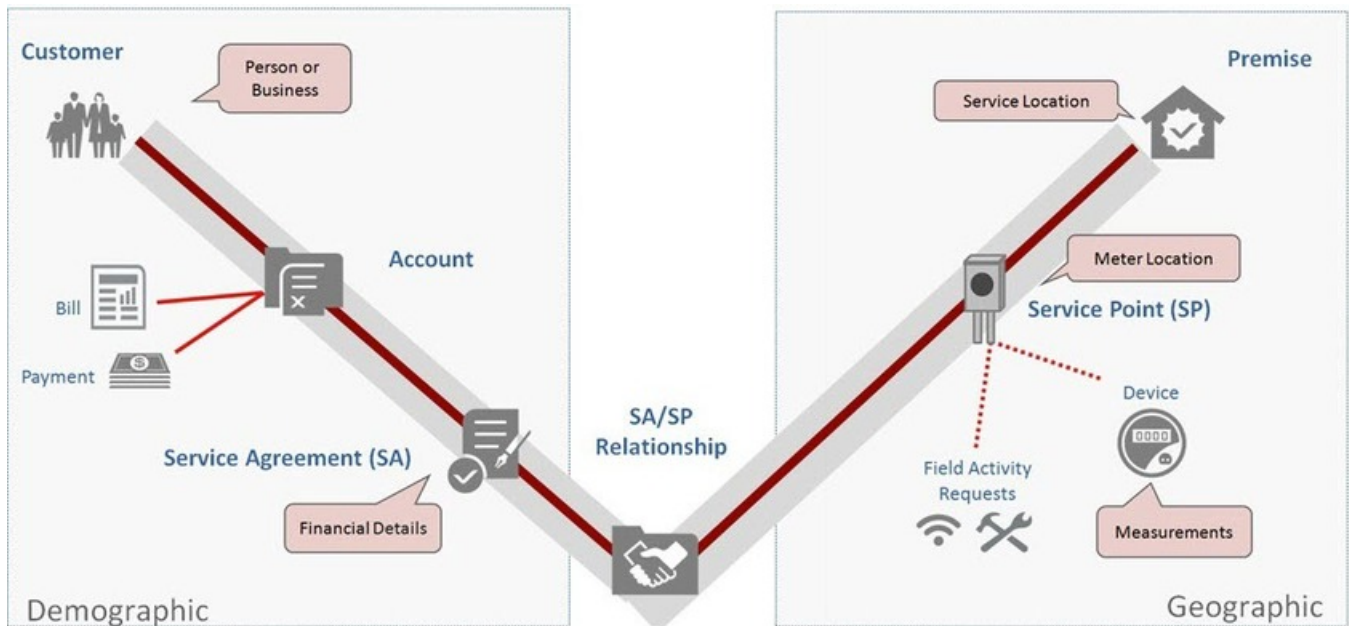 Customer
Person or
Business
Account
Bill
Payment
Service Agreement (SA)
Financial Details
Demographic
SA/SP
Relationship
Premise
Service Location
Meter Location
Service Point (SP)
Device
0000
Field Activity
Requests
Measurements
Geographic